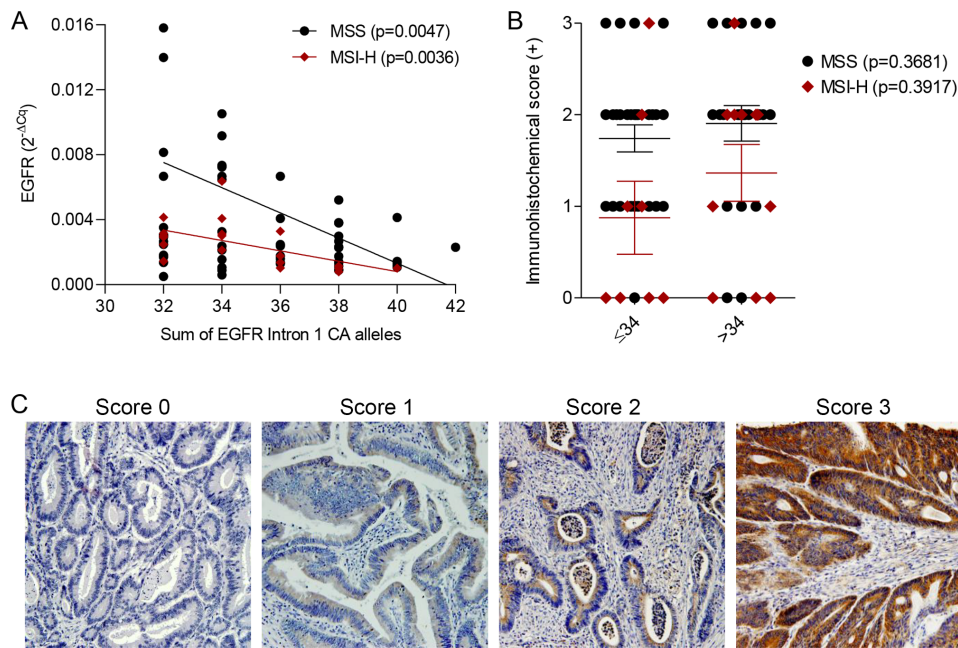 A
0.016
0.012
0.008
0.004
0.000
EGFR (2^-ΔCq)
30 32 34 36 38 40 42
Sum of EGFR Intron 1 CA alleles
MSS (p=0.0047)
MSI-H (p=0.0036)
B
3
2
1
0
Immunohistochemical score (+)
≤34 >34
MSS (p=0.3681)
MSI-H (p=0.3917)
C
Score 0 Score 1 Score 2 Score 3